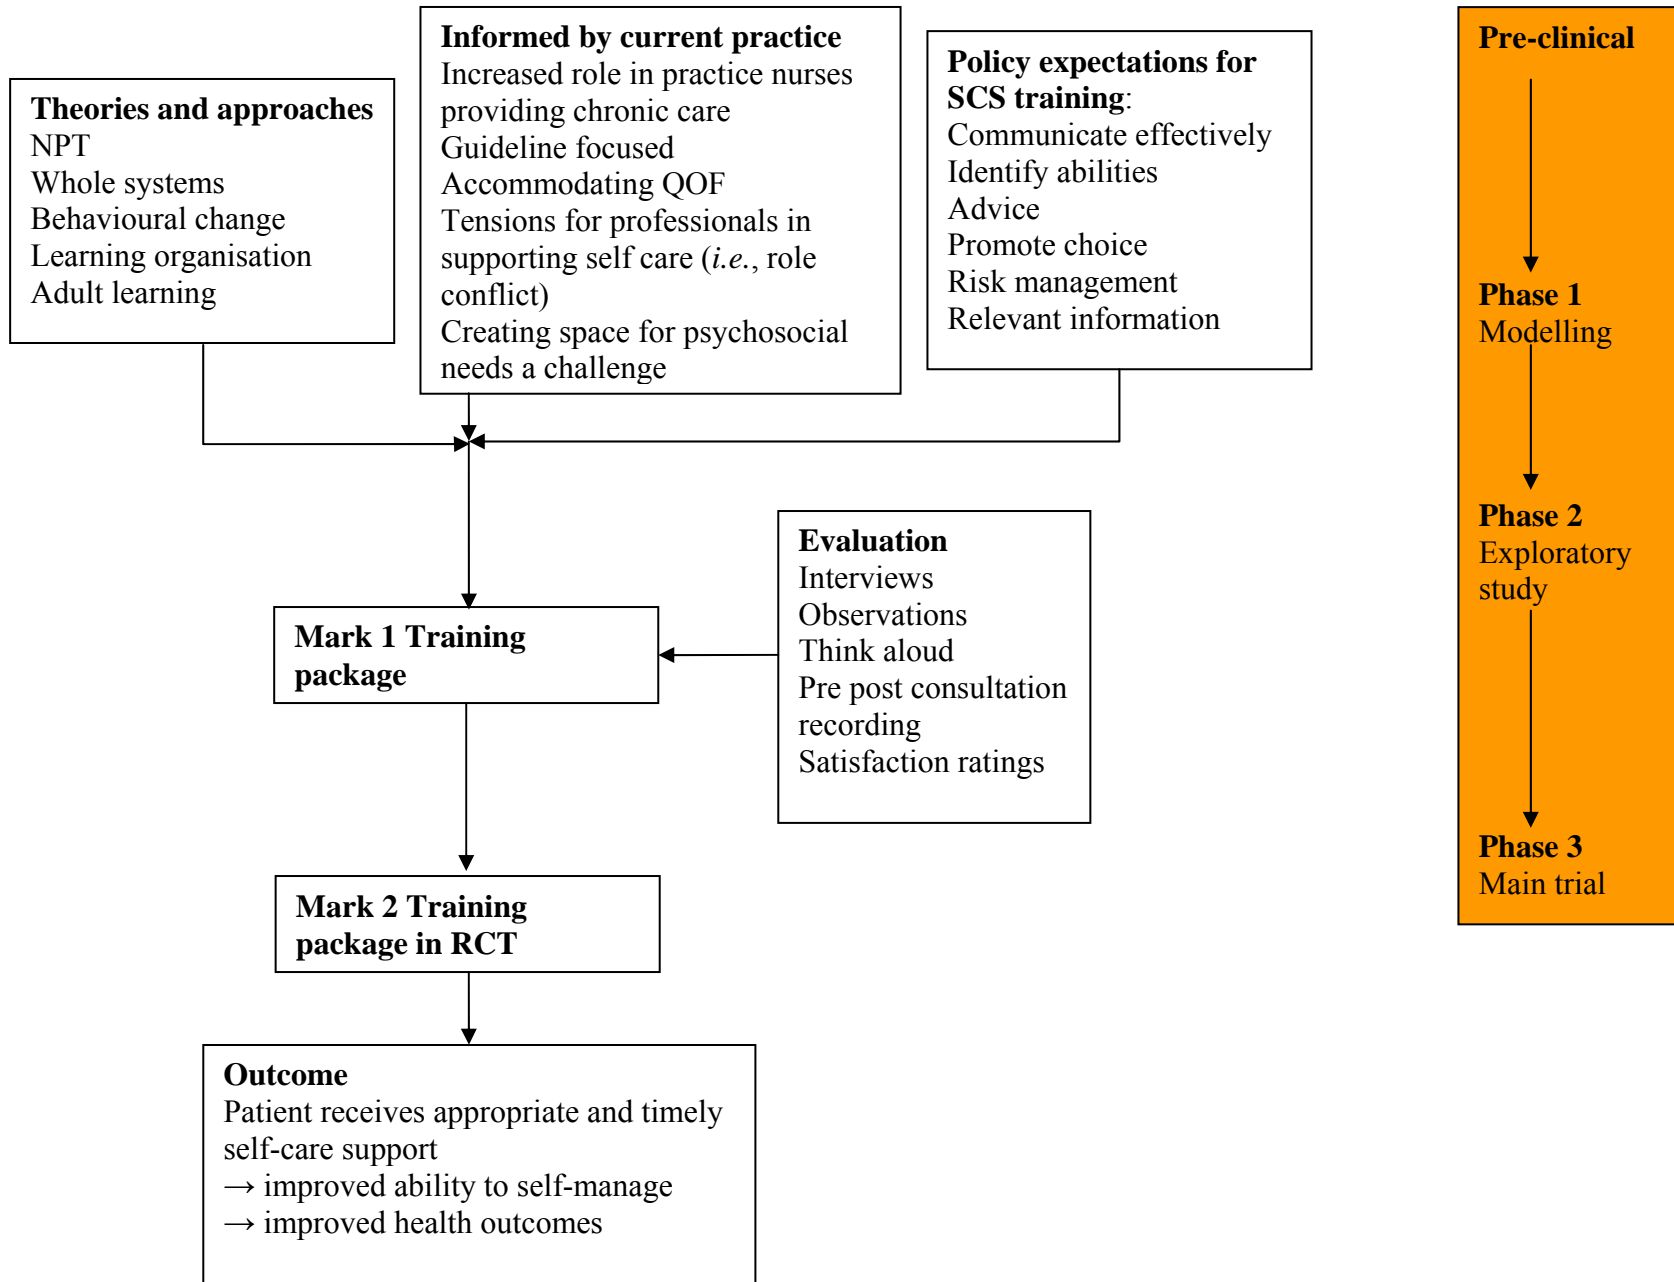 Theories and approaches
NPT
Whole systems
Behavioural change
Learning organisation
Adult learning
Informed by current practice
Increased role in practice nurses
providing chronic care
Guideline focused
Accommodating QOF
Tensions for professionals in
supporting self care (i.e., role
conflict)
Creating space for psychosocial
needs a challenge
Policy expectations for
SCS training:
Communicate effectively
Identify abilities
Advice
Promote choice
Risk management
Relevant information
Evaluation
Interviews
Observations
Think aloud
Pre post consultation
recording
Satisfaction ratings
Mark 1 Training
package
Mark 2 Training
package in RCT
Outcome
Patient receives appropriate and timely
self-care support
→ improved ability to self-manage
→ improved health outcomes
Pre-clinical
Phase 1
Modelling
Phase 2
Exploratory
study
Phase 3
Main trial